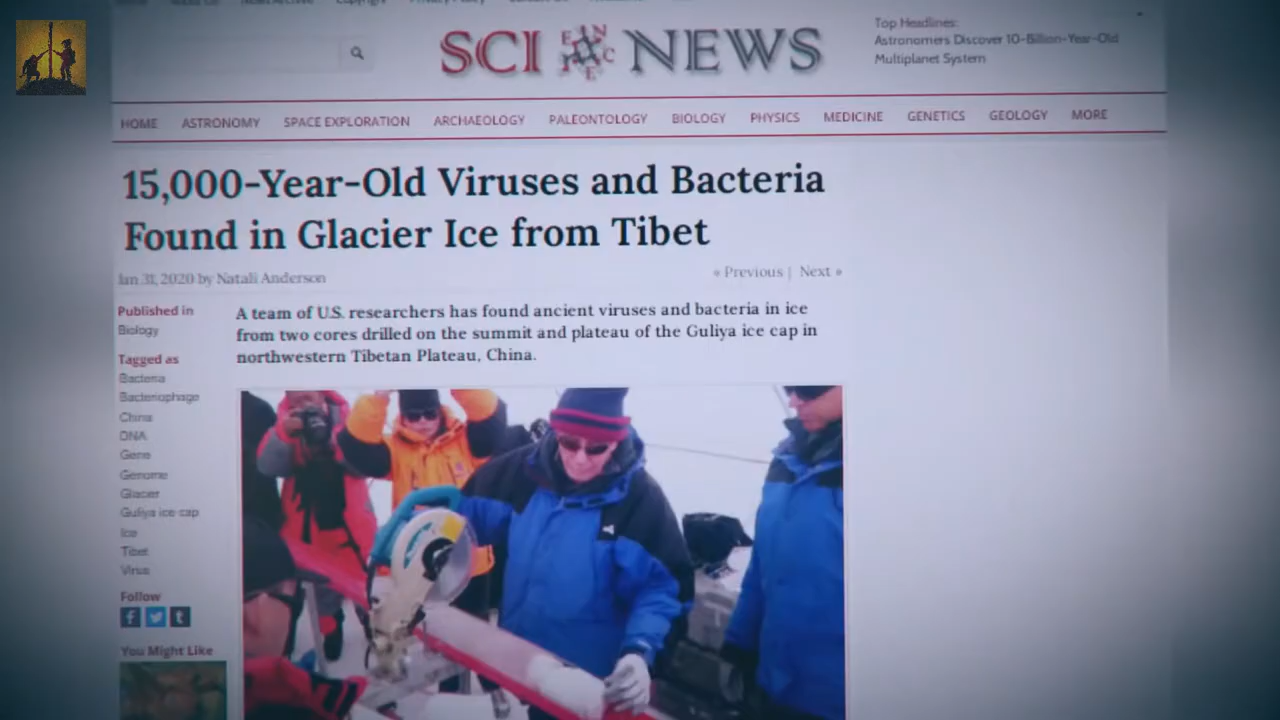 SCI ENCE NEWS
Top Headlines:
Astronomers Discover 10-Billion-Year-Old
Multiplanet System
HOME ASTRONOMY SPACE EXPLORATION ARCHAEOLOGY PALEONTOLOGY BIOLOGY PHYSICS MEDICINE GENETICS GEOLOGY MORE
15,000-Year-Old Viruses and Bacteria
Found in Glacier Ice from Tibet
Jan 31, 2020 by Natali Anderson
« Previous | Next »
Published in
Biology
Tagged as
Bacteria
Bacteriophage
China
DNA
Gene
Genome
Glacier
Guliya ice cap
Ice
Tibet
Virus
Follow
You Might Like
A team of U.S. researchers has found ancient viruses and bacteria in ice
from two cores drilled on the summit and plateau of the Guliya ice cap in
northwestern Tibetan Plateau, China.